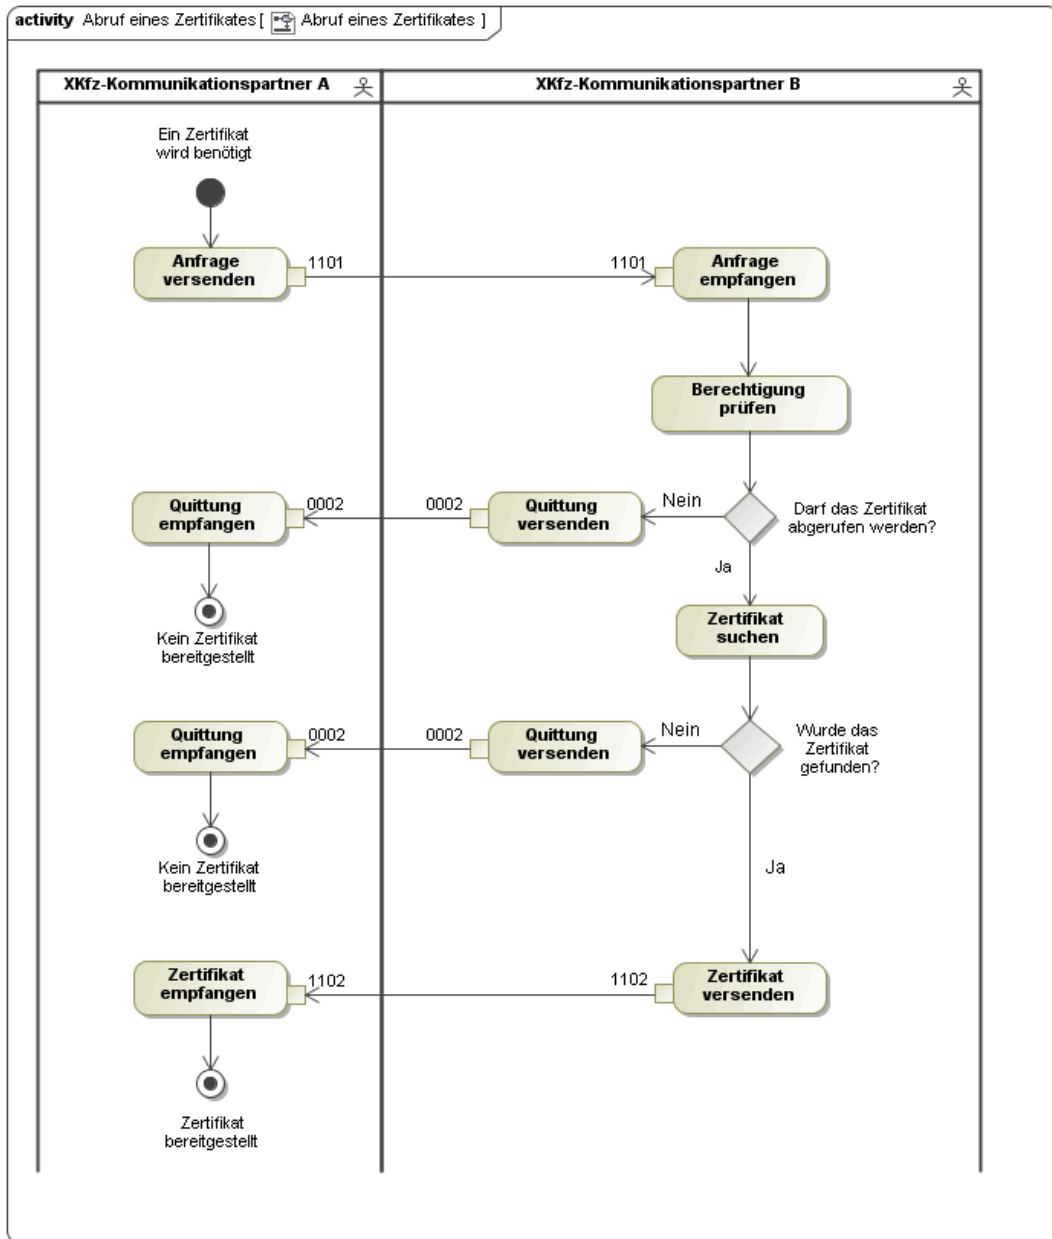 activity Abruf eines Zertifikates [ Abruf eines Zertifikates ]
XKfz-Kommunikationspartner A
XKfz-Kommunikationspartner B
Ein Zertifikat
wird benötigt
Anfrage
versenden
1101
1101
Anfrage
empfangen
Berechtigung
prüfen
Quittung
empfangen
0002
0002
Quittung
versenden
Nein
Darf das Zertifikat
abgerufen werden?
Ja
Kein Zertifikat
bereitgestellt
Zertifikat
suchen
Quittung
empfangen
0002
0002
Quittung
versenden
Nein
Wurde das
Zertifikat
gefunden?
Kein Zertifikat
bereitgestellt
Ja
Zertifikat
empfangen
1102
1102
Zertifikat
versenden
Zertifikat
bereitgestellt